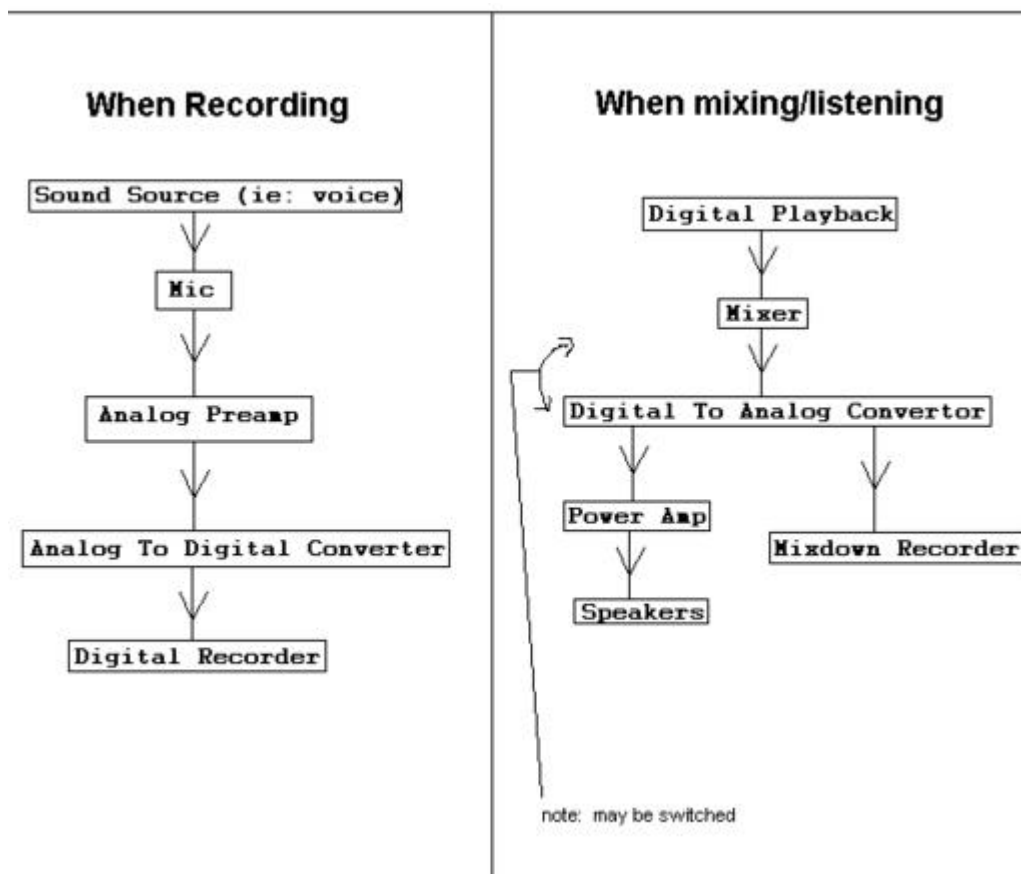 When Recording
Sound Source (ie: voice)
Mic
Analog Preamp
Analog To Digital Converter
Digital Recorder
When mixing/listening
Digital Playback
Mixer
Digital To Analog Convertor
Power Amp
Mixdown Recorder
Speakers
note: may be switched